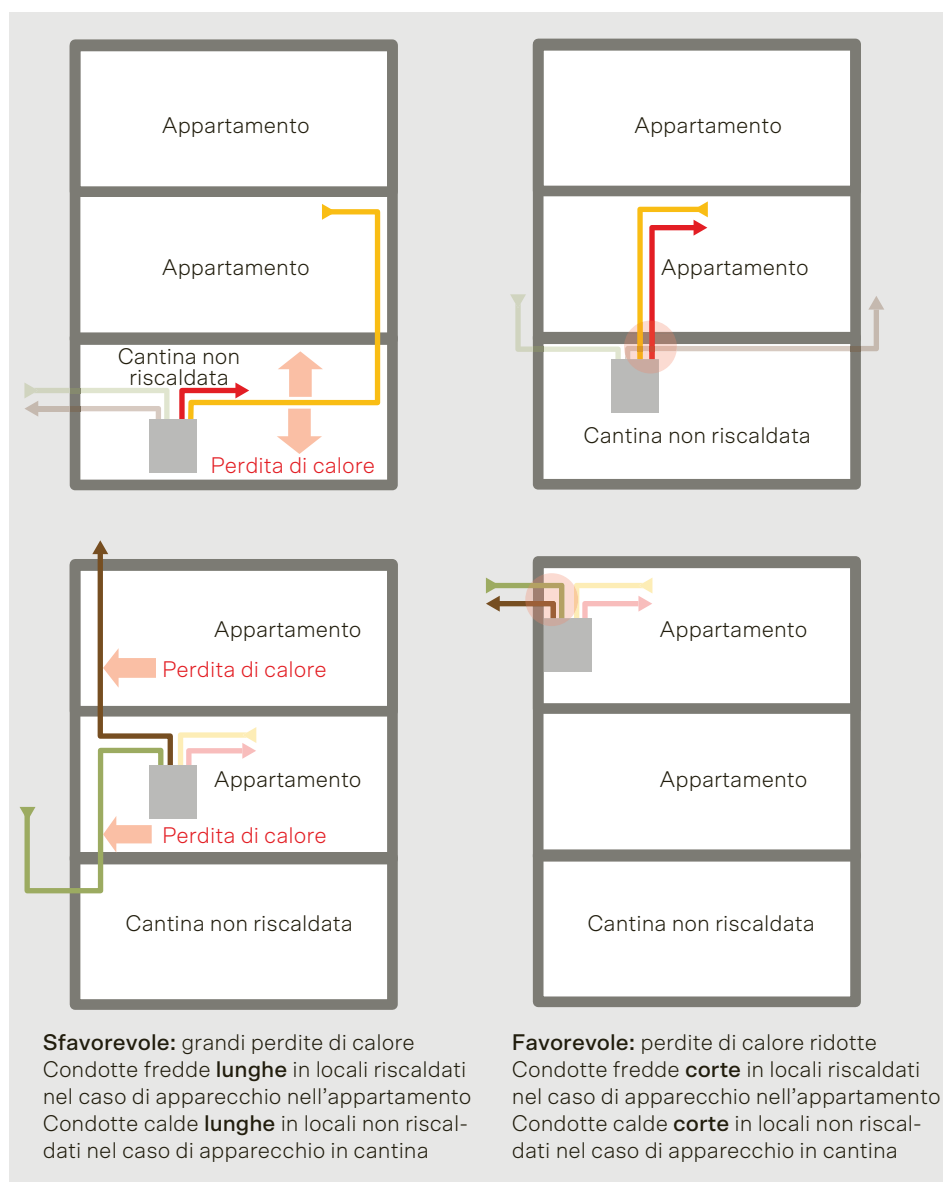 Appartamento
Appartamento
Cantina non
riscaldata
Perdita di calore
Appartamento
Appartamento
Cantina non riscaldata
Appartamento
Perdita di calore
Appartamento
Perdita di calore
Cantina non riscaldata
Appartamento
Appartamento
Cantina non riscaldata
Sfavorevole: grandi perdite di calore
Condotte fredde lunghe in locali riscaldati
nel caso di apparecchio nell'appartamento
Condotte calde lunghe in locali non riscal-
dati nel caso di apparecchio in cantina
Favorevole: perdite di calore ridotte
Condotte fredde corte in locali riscaldati
nel caso di apparecchio nell'appartamento
Condotte calde corte in locali non riscal-
dati nel caso di apparecchio in cantina